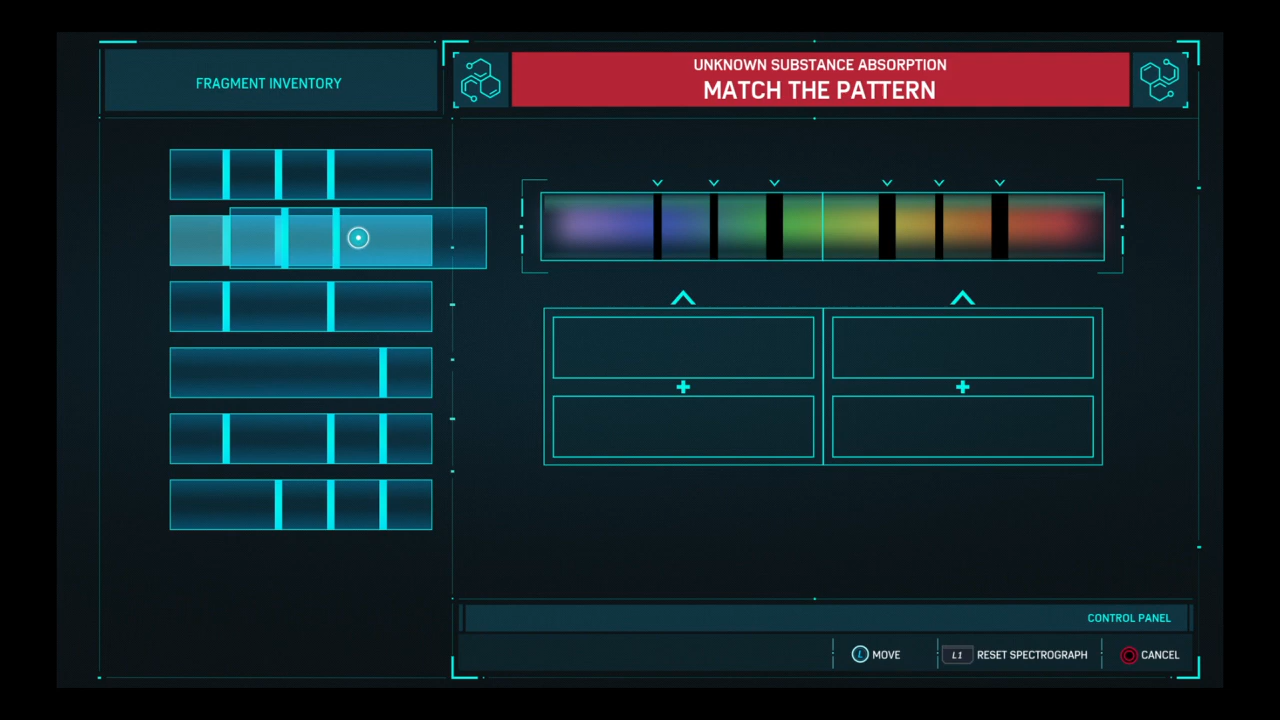 FRAGMENT INVENTORY
UNKNOWN SUBSTANCE ABSORPTION
MATCH THE PATTERN
CONTROL PANEL
L MOVE
L1 RESET SPECTROGRAPH
CANCEL